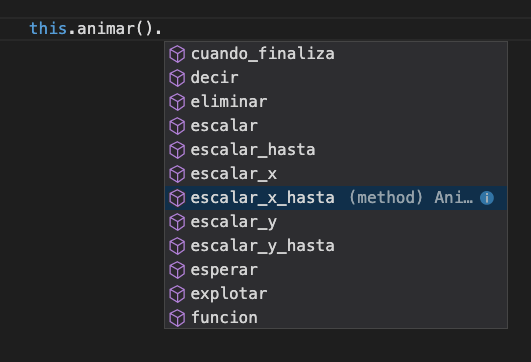 this.animar().
cuando_finaliza
decir
eliminar
escalar
escalar_hasta
escalar_x
escalar_x_hasta (method) Ani…
escalar_y
escalar_y_hasta
esperar
explotar
funcion